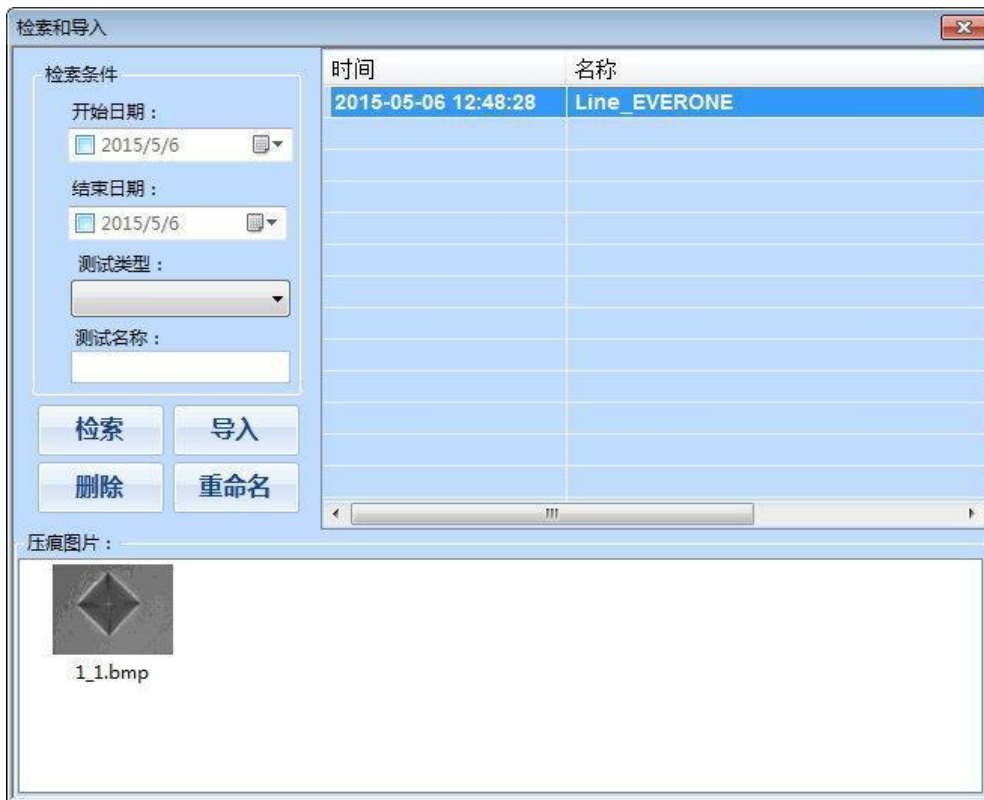 检索和导入
检索条件
开始日期：
2015/5/6
结束日期：
2015/5/6
测试类型：
测试名称：
检索 导入
删除 重命名
时间 名称
2015-05-06 12:48:28 Line_EVERONE
压痕图片：
1_1.bmp